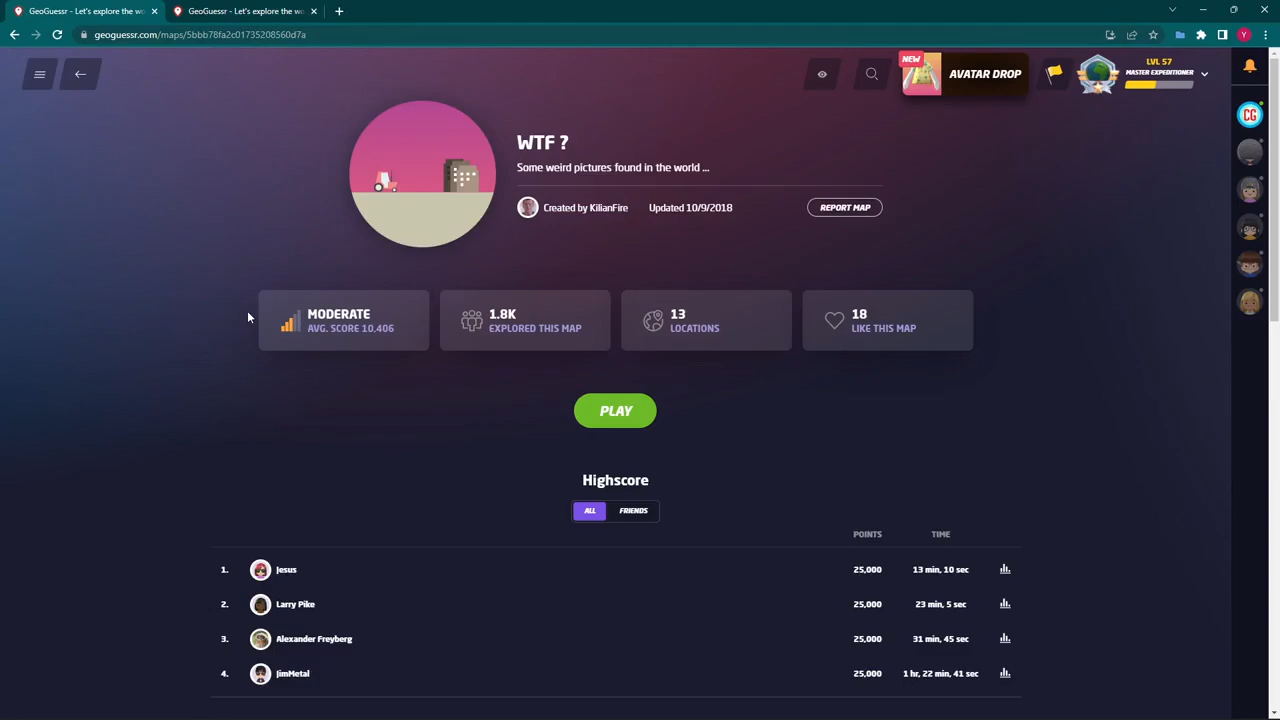 GeoGuessr - Let's explore the wo
GeoGuessr - Let's explore the wo
geoguessr.com/maps/5bbb78fa2c01735208560d7a
Y
NEW
AVATAR DROP
LVL 57
MASTER EXPEDITIONER
CG
WTF ?
Some weird pictures found in the world ...
Created by KilianFire Updated 10/9/2018 REPORT MAP
MODERATE
AVG. SCORE 10,406
1.8K
EXPLORED THIS MAP
13
LOCATIONS
18
LIKE THIS MAP
PLAY
Highscore
ALL FRIENDS
POINTS TIME
1. Jesus 25,000 13 min, 10 sec
2. Larry Pike 25,000 23 min, 5 sec
3. Alexander Freyberg 25,000 31 min, 45 sec
4. JimMetal 25,000 1 hr, 22 min, 41 sec